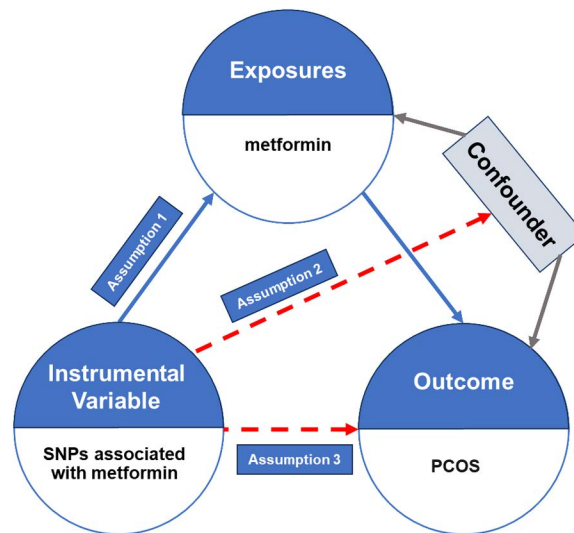 Exposures
metformin
Confounder
Assumption 1
Assumption 2
Instrumental
Variable
SNPs associated
with metformin
Assumption 3
Outcome
PCOS